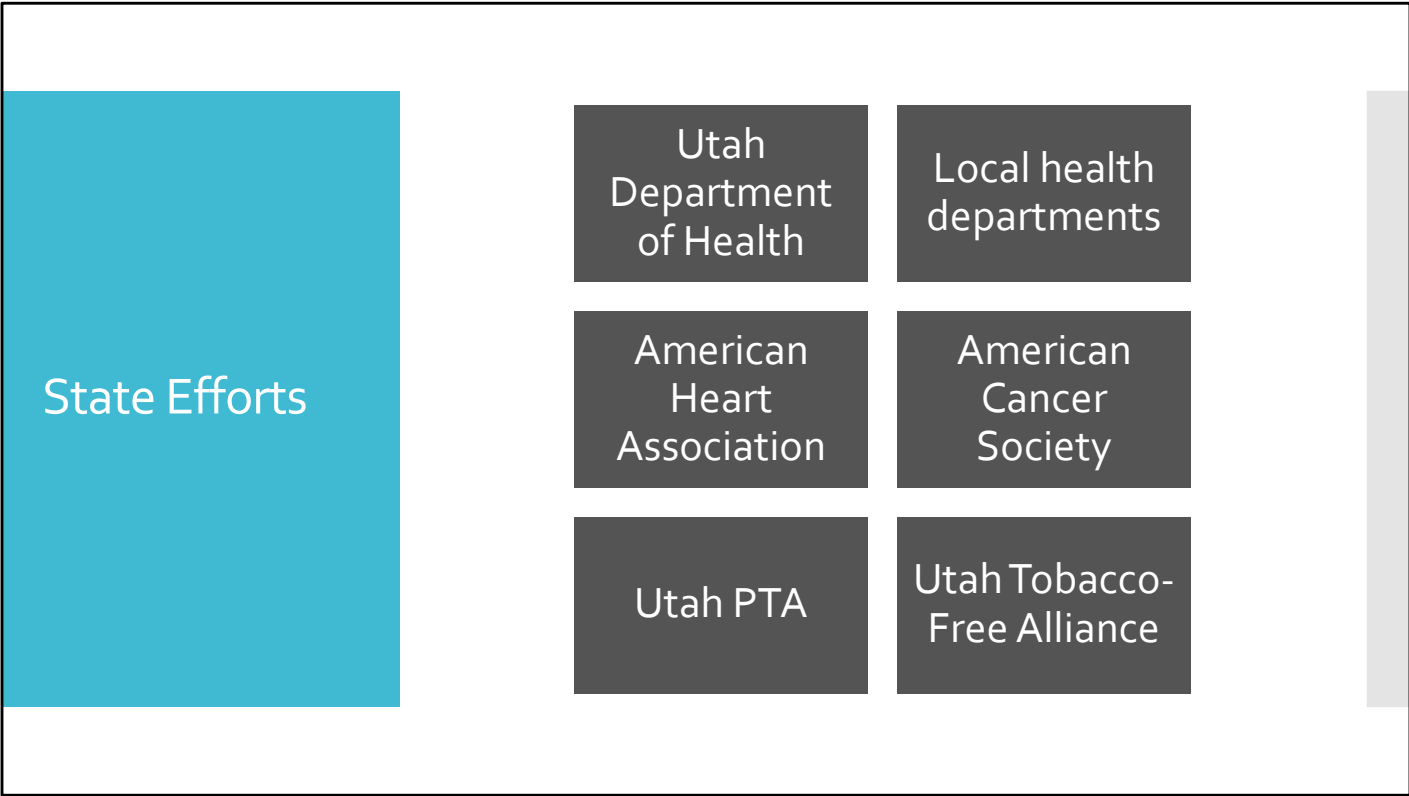 State Efforts
Utah
Department
of Health
Local health
departments
American
Heart
Association
American
Cancer
Society
Utah PTA
Utah Tobacco-
Free Alliance